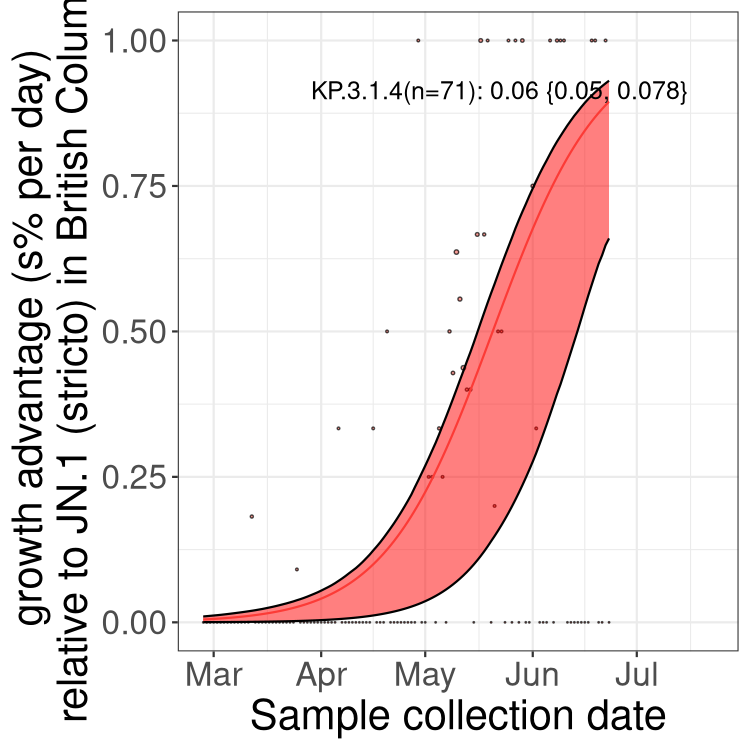 growth advantage (s% per day)
relative to JN.1 (stricto) in British Colum
1.00
0.75
0.50
0.25
0.00
KP.3.1.4(n=71): 0.06 {0.05, 0.078}
Mar Apr May Jun Jul
Sample collection date